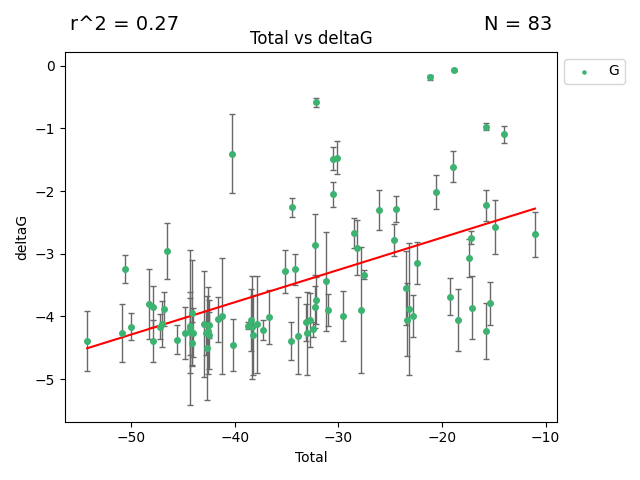 r^2 = 0.27
N = 83
Total vs deltaG
G
0
−1
−2
−3
−4
−5
deltaG
−50
−40
−30
−20
−10
Total